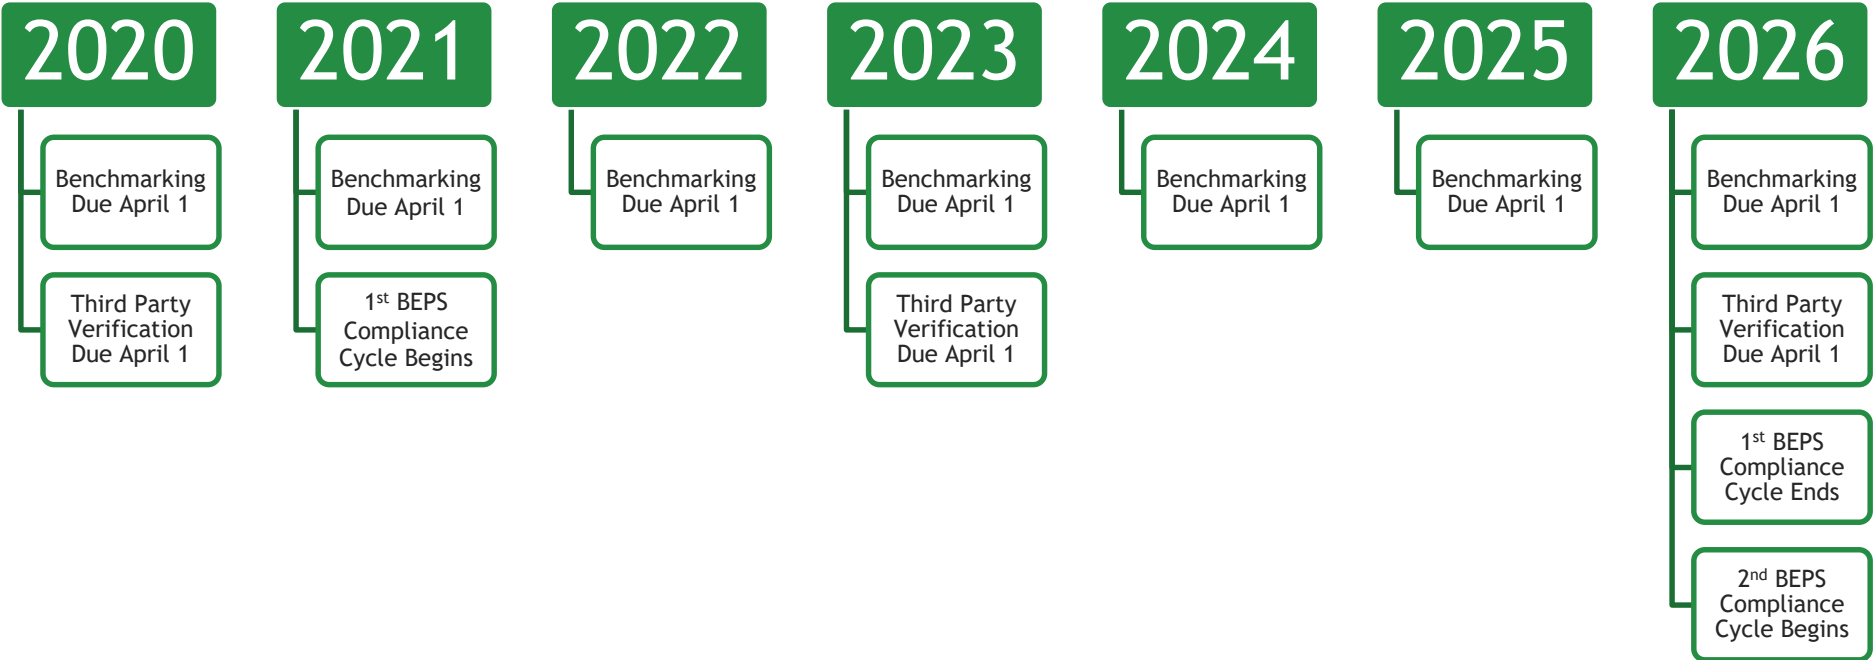 2020
Benchmarking
Due April 1
Third Party
Verification
Due April 1
2021
Benchmarking
Due April 1
1st BEPS
Compliance
Cycle Begins
2022
Benchmarking
Due April 1
2023
Benchmarking
Due April 1
Third Party
Verification
Due April 1
2024
Benchmarking
Due April 1
2025
Benchmarking
Due April 1
2026
Benchmarking
Due April 1
Third Party
Verification
Due April 1
1st BEPS
Compliance
Cycle Ends
2nd BEPS
Compliance
Cycle Begins